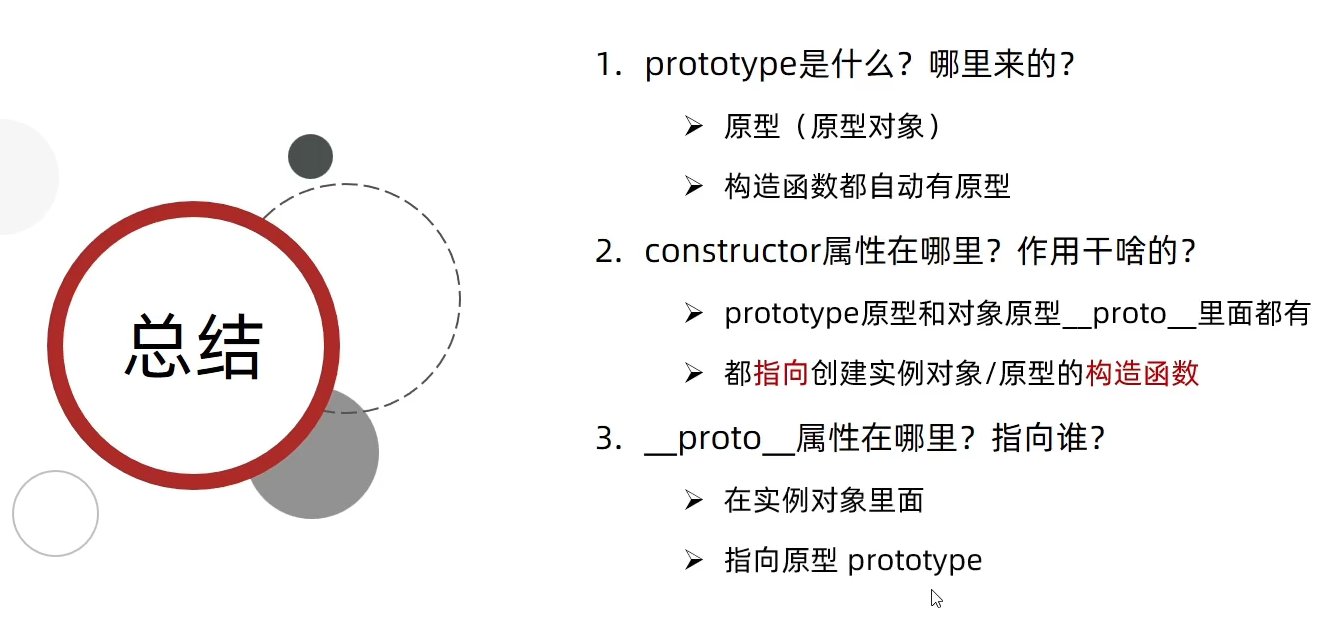 总结
1. prototype是什么？哪里来的？
➢ 原型（原型对象）
➢ 构造函数都自动有原型
2. constructor属性在哪里？作用干啥的？
➢ prototype原型和对象原型__proto__里面都有
➢ 都指向创建实例对象/原型的构造函数
3. __proto__属性在哪里？指向谁？
➢ 在实例对象里面
➢ 指向原型 prototype